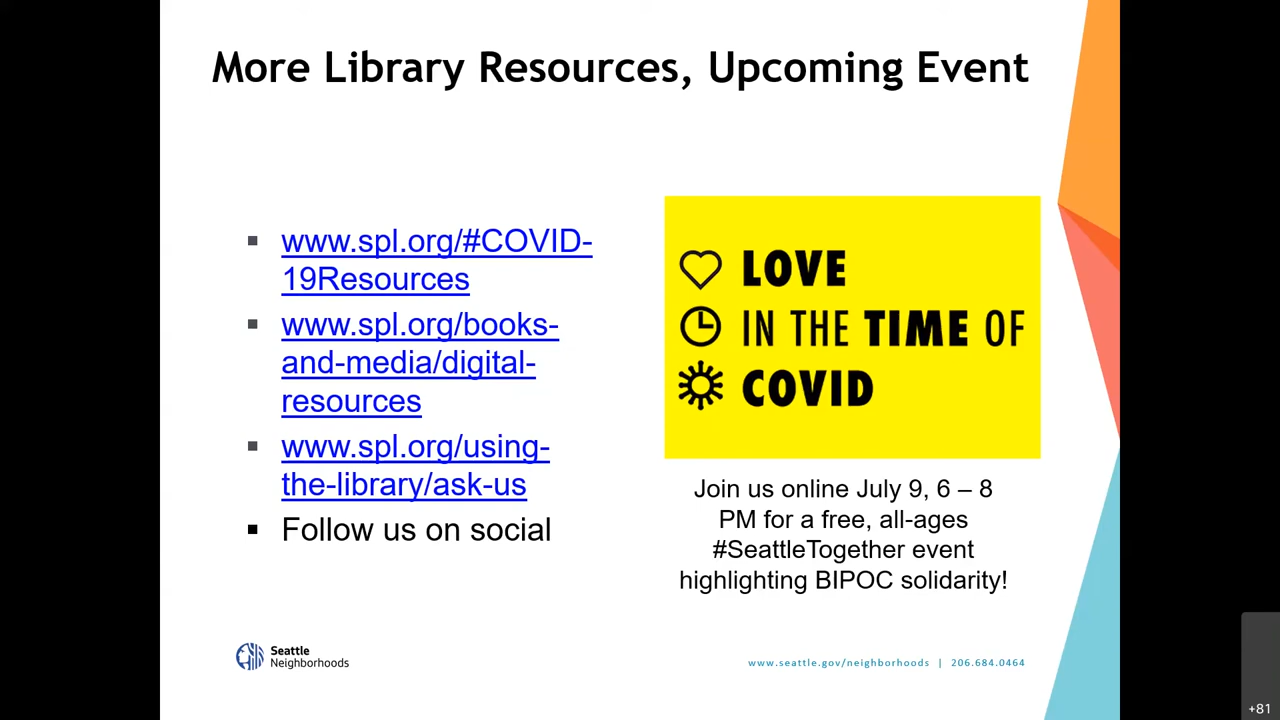 More Library Resources, Upcoming Event
www.spl.org/#COVID-
19Resources
www.spl.org/books-
and-media/digital-
resources
www.spl.org/using-
the-library/ask-us
Follow us on social
LOVE
IN THE TIME OF
COVID
Join us online July 9, 6 – 8
PM for a free, all-ages
#SeattleTogether event
highlighting BIPOC solidarity!
Seattle
Neighborhoods
www.seattle.gov/neighborhoods | 206.684.0464
+81